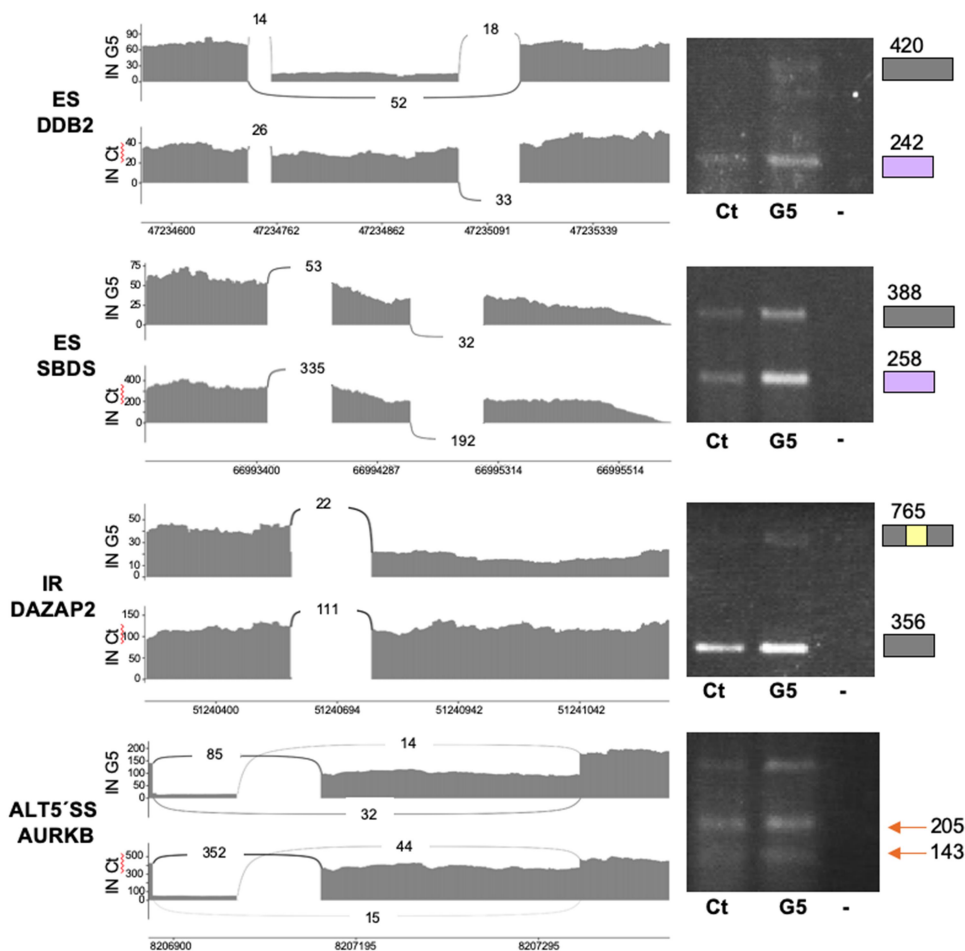 ES
DDB2
IN G5
90
60
30
0
14
18
52
IN Ct
40
20
0
26
33
47234600 47234762 47234862 47235091 47235339
420
242
Ct G5 -
ES
SBDS
IN G5
75
50
25
0
53
32
IN Ct
400
200
0
335
192
66993400 66994287 66995314 66995514
388
258
Ct G5 -
IR
DAZAP2
IN G5
50
30
10
0
22
IN Ct
150
100
50
0
111
51240400 51240694 51240942 51241042
765
356
Ct G5 -
ALT5´SS
AURKB
IN G5
200
150
100
50
0
85
14
32
IN Ct
500
300
100
0
352
44
15
8206900 8207195 8207295
205
143
Ct G5 -